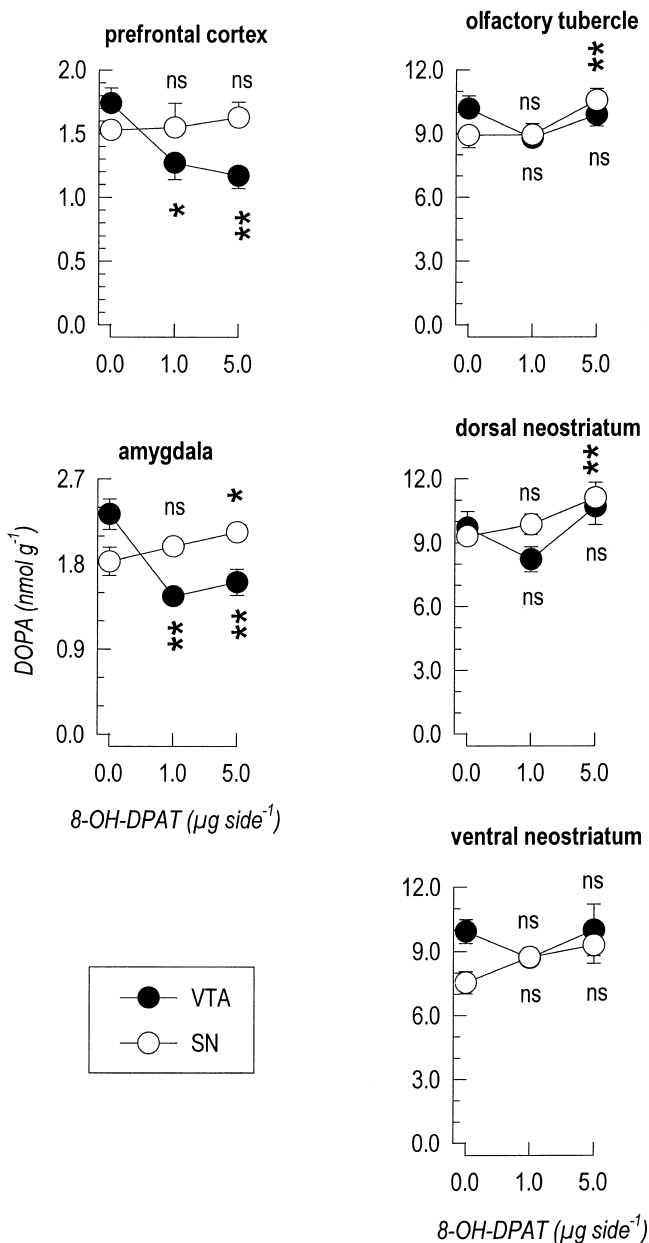 prefrontal cortex
2.0
1.5
1.0
0.5
0.0
ns
ns
*
**
0.0 1.0 5.0
olfactory tubercle
12.0
9.0
6.0
3.0
0.0
**
ns
ns
ns
0.0 1.0 5.0
amygdala
2.7
1.8
0.9
0.0
ns
*
**
**
0.0 1.0 5.0
DOPA (nmol g-1)
8-OH-DPAT (µg side-1)
dorsal neostriatum
12.0
9.0
6.0
3.0
0.0
**
ns
ns
ns
0.0 1.0 5.0
ventral neostriatum
12.0
9.0
6.0
3.0
0.0
ns
ns
ns
ns
0.0 1.0 5.0
8-OH-DPAT (µg side-1)
VTA
SN